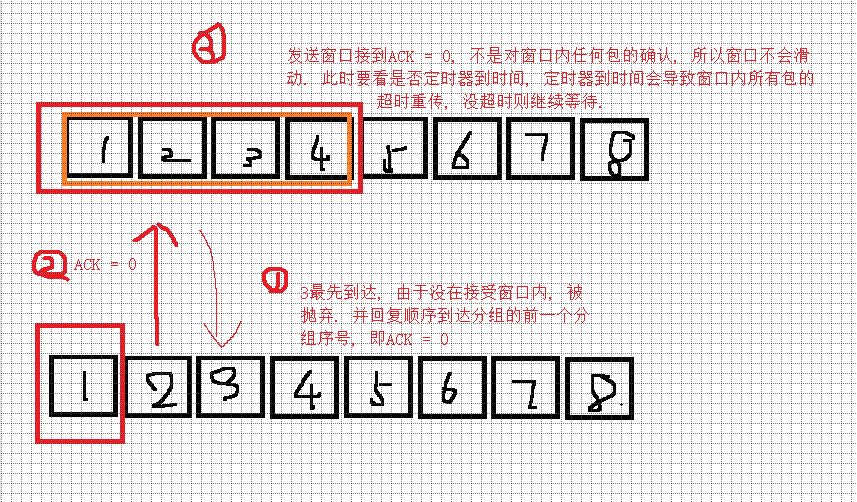 ③
发送窗口接到ACK = 0, 不是对窗口内任何包的确认, 所以窗口不会滑
动. 此时要看是否定时器到时间, 定时器到时间会导致窗口内所有包的
超时重传, 没超时则继续等待.
1 2 3 4 5 6 7 8
② ACK = 0
①
3最先到达, 由于没在接受窗口内, 被
抛弃. 并回复顺序到达分组的前一个分
组序号, 即ACK = 0
1 2 3 4 5 6 7 8